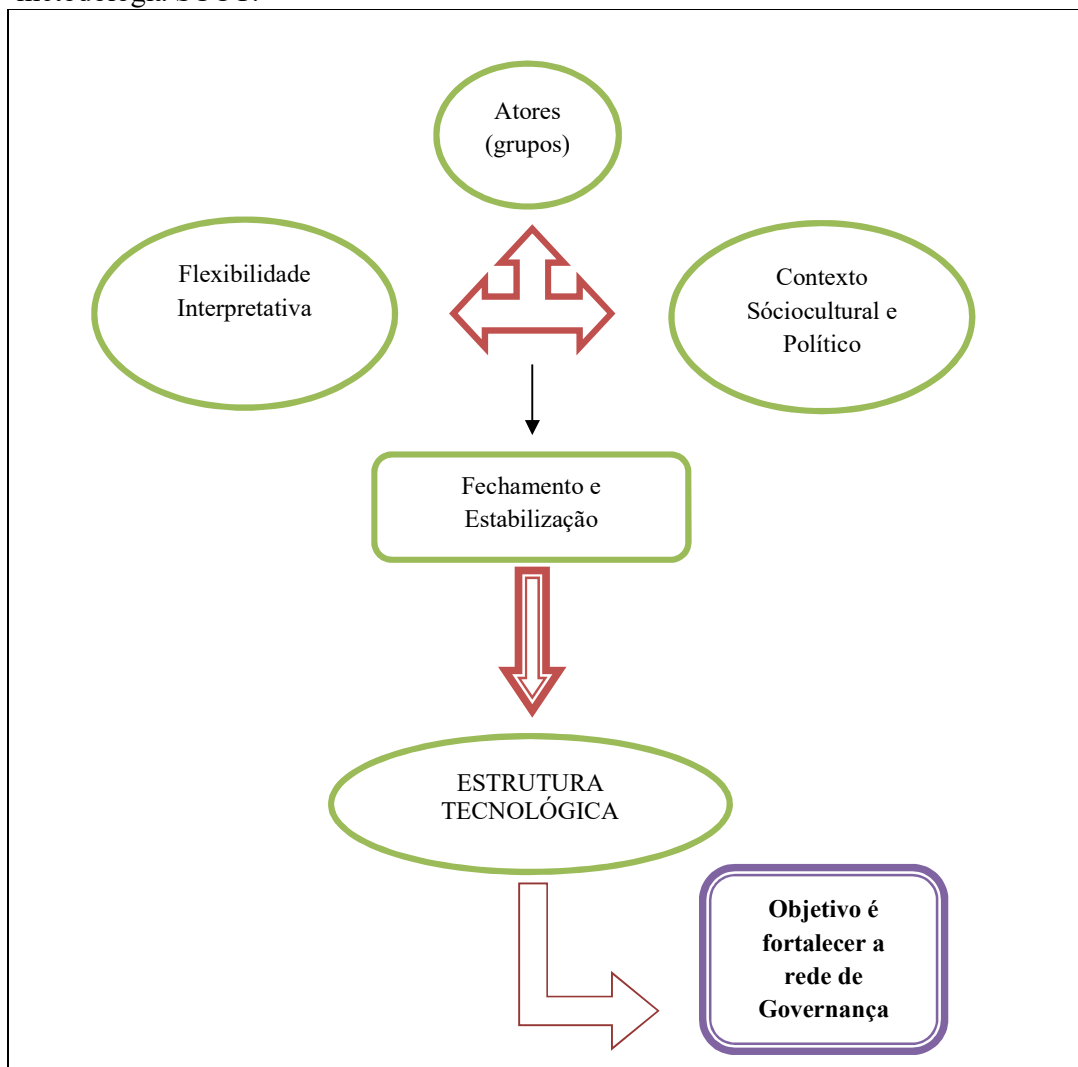 Atores
(grupos)
Flexibilidade
Interpretativa
Contexto
Sóciocultural e
Político
Fechamento e
Estabilização
ESTRUTURA
TECNOLÓGICA
Objetivo é
fortalecer a
rede de
Governança